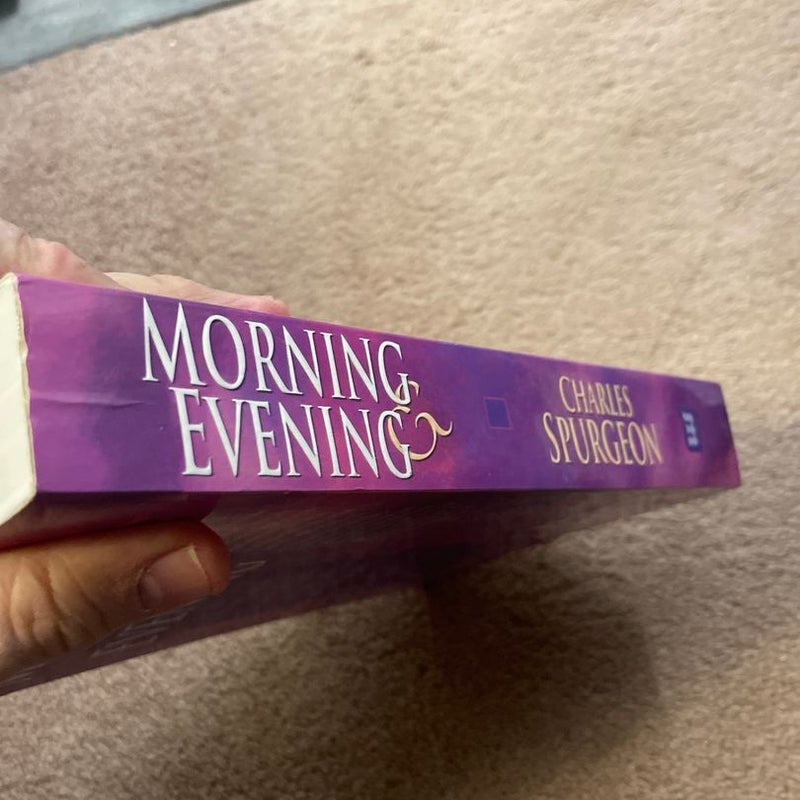 MORNING
& EVENING
CHARLES
SPURGEON